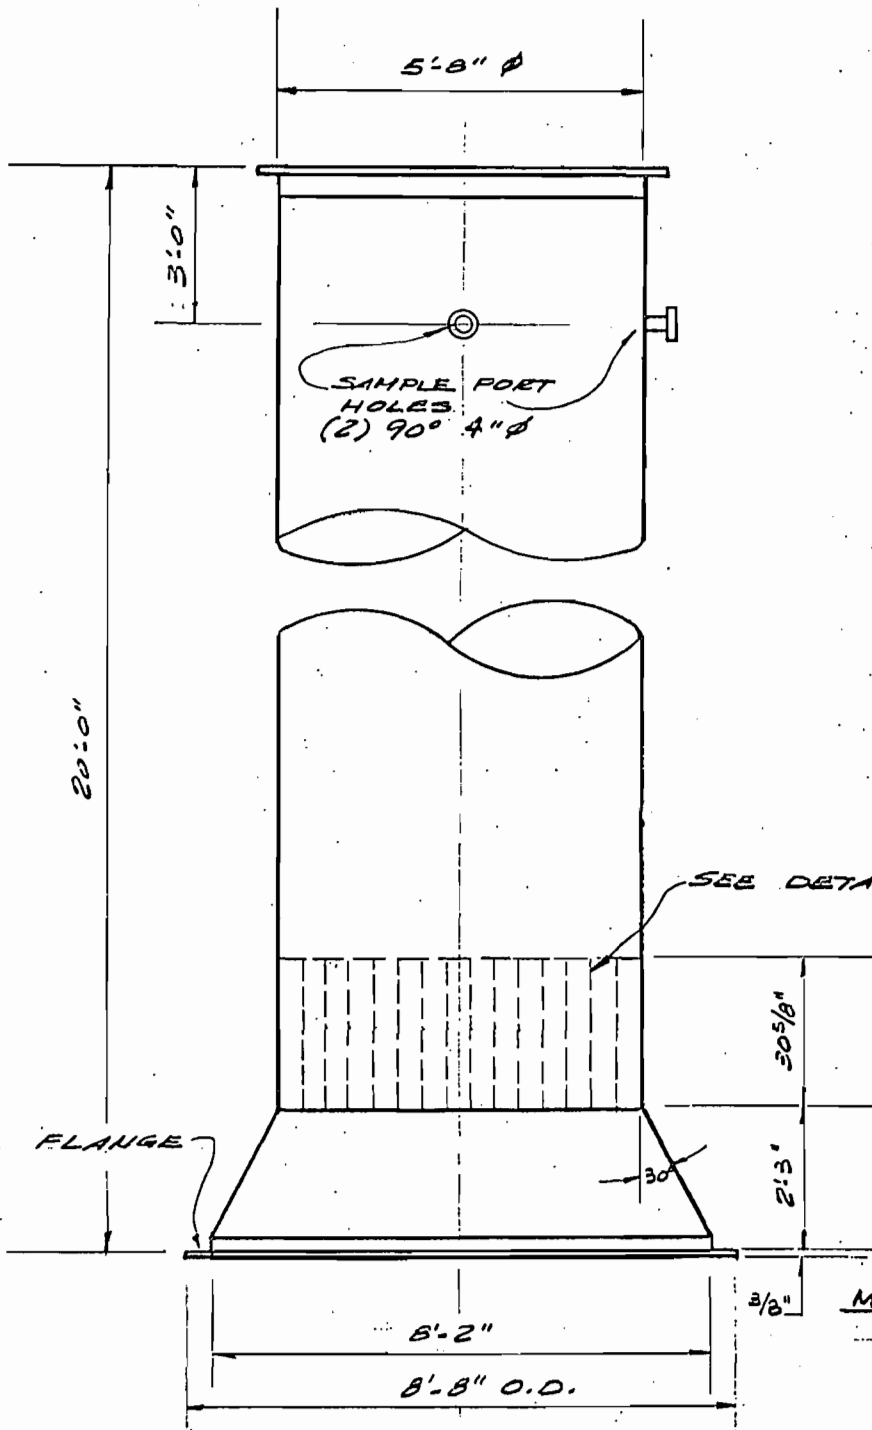 5'-8" ø
3'-0"
SAMPLE PORT
HOLES
(2) 90° 4"ø
20'-0"
SEE DETA
30 5/8"
FLANGE
30°
2'3"
3/8"
M
8'-2"
8'-8" O.D.